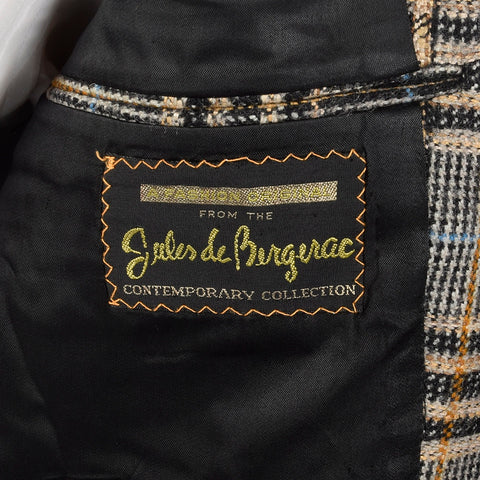 FROM THE
Jules de Bergerac
CONTEMPORARY COLLECTION